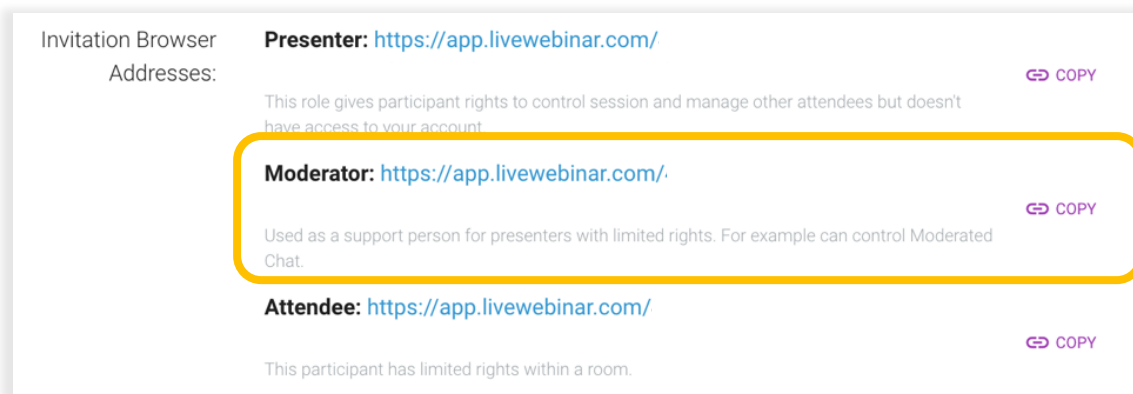 Invitation Browser
Addresses:
Presenter: https://app.livewebinar.com/
COPY
This role gives participant rights to control session and manage other attendees but doesn't
have access to your account.
Moderator: https://app.livewebinar.com/
COPY
Used as a support person for presenters with limited rights. For example can control Moderated
Chat.
Attendee: https://app.livewebinar.com/
COPY
This participant has limited rights within a room.